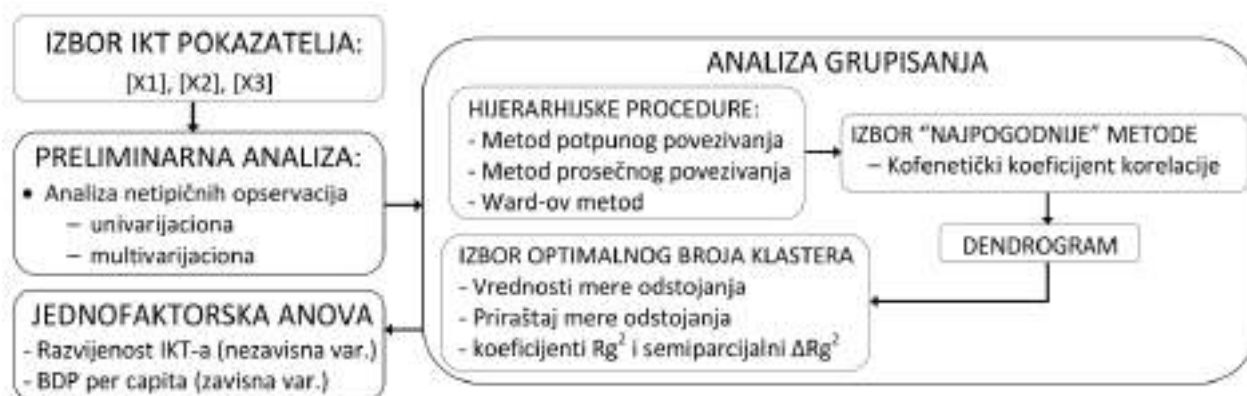 IZBOR IKT POKAZATELJA:
[X1], [X2], [X3]
PRELIMINARNA ANALIZA:
• Analiza netipičnih opservacija
– univarijaciona
– multivarijaciona
JEDNOFAKTORSKA ANOVA
- Razvijenost IKT-a (nezavisna var.)
- BDP per capita (zavisna var.)
ANALIZA GRUPISANJA
HIJERARHIJSKE PROCEDURE:
- Metod potpunog povezivanja
- Metod prosečnog povezivanja
- Ward-ov metod
IZBOR "NAJPOGODNIJE" METODE
– Kofenetički koeficijent korelacije
DENDROGRAM
IZBOR OPTIMALNOG BROJA KLASTERA
- Vrednosti mere odstojanja
- Priraštaj mere odstojanja
- koeficijenti Rg² i semiparcijalni ΔRg²